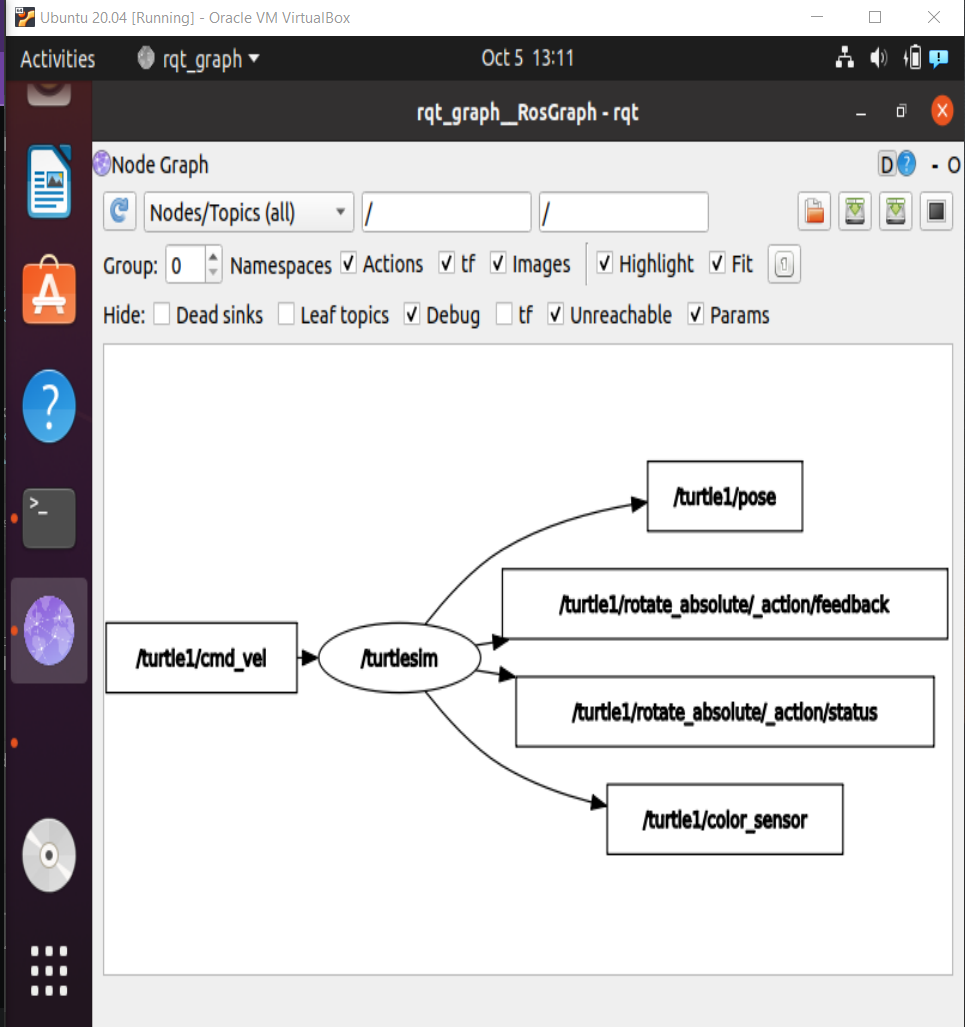 Ubuntu 20.04 [Running] - Oracle VM VirtualBox
Activities rqt_graph Oct 5 13:11
rqt_graph__RosGraph - rqt
Node Graph D ? - O
Nodes/Topics (all) / /
Group: 0 Namespaces Actions tf Images Highlight Fit
Hide: Dead sinks Leaf topics Debug tf Unreachable Params
/turtle1/pose
/turtle1/rotate_absolute/_action/feedback
/turtle1/cmd_vel /turtlesim
/turtle1/rotate_absolute/_action/status
/turtle1/color_sensor